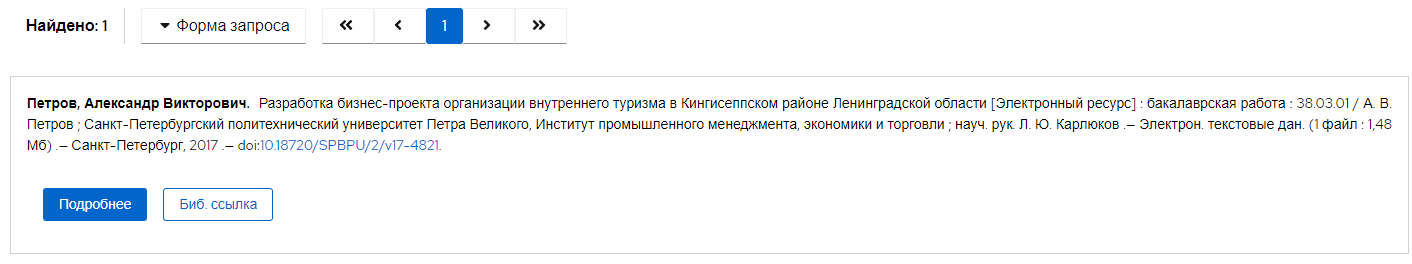 Найдено: 1 Форма запроса « ‹ 1 › »
Петров, Александр Викторович. Разработка бизнес-проекта организации внутреннего туризма в Кингисеппском районе Ленинградской области [Электронный ресурс] : бакалаврская работа : 38.03.01 / А. В.
Петров ; Санкт-Петербургский политехнический университет Петра Великого, Институт промышленного менеджмента, экономики и торговли ; науч. рук. Л. Ю. Карлюков .— Электрон. текстовые дан. (1 файл : 1,48
Мб) .— Санкт-Петербург, 2017 .— doi:10.18720/SPBPU/2/v17-4821.
Подробнее Биб. ссылка